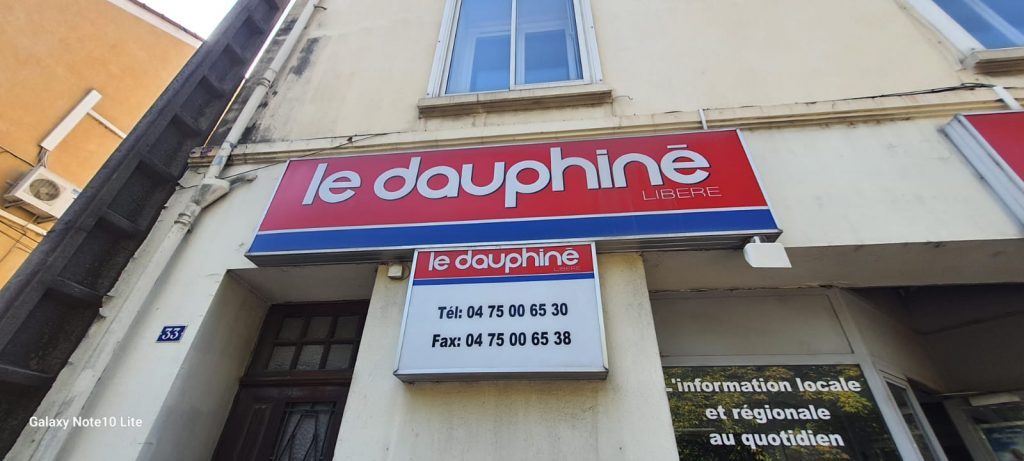 le dauphiné
LIBERE
le dauphiné
LIBERE
Tél: 04 75 00 65 30
Fax: 04 75 00 65 38
33
L'information locale
et régionale
au quotidien
Galaxy Note10 Lite